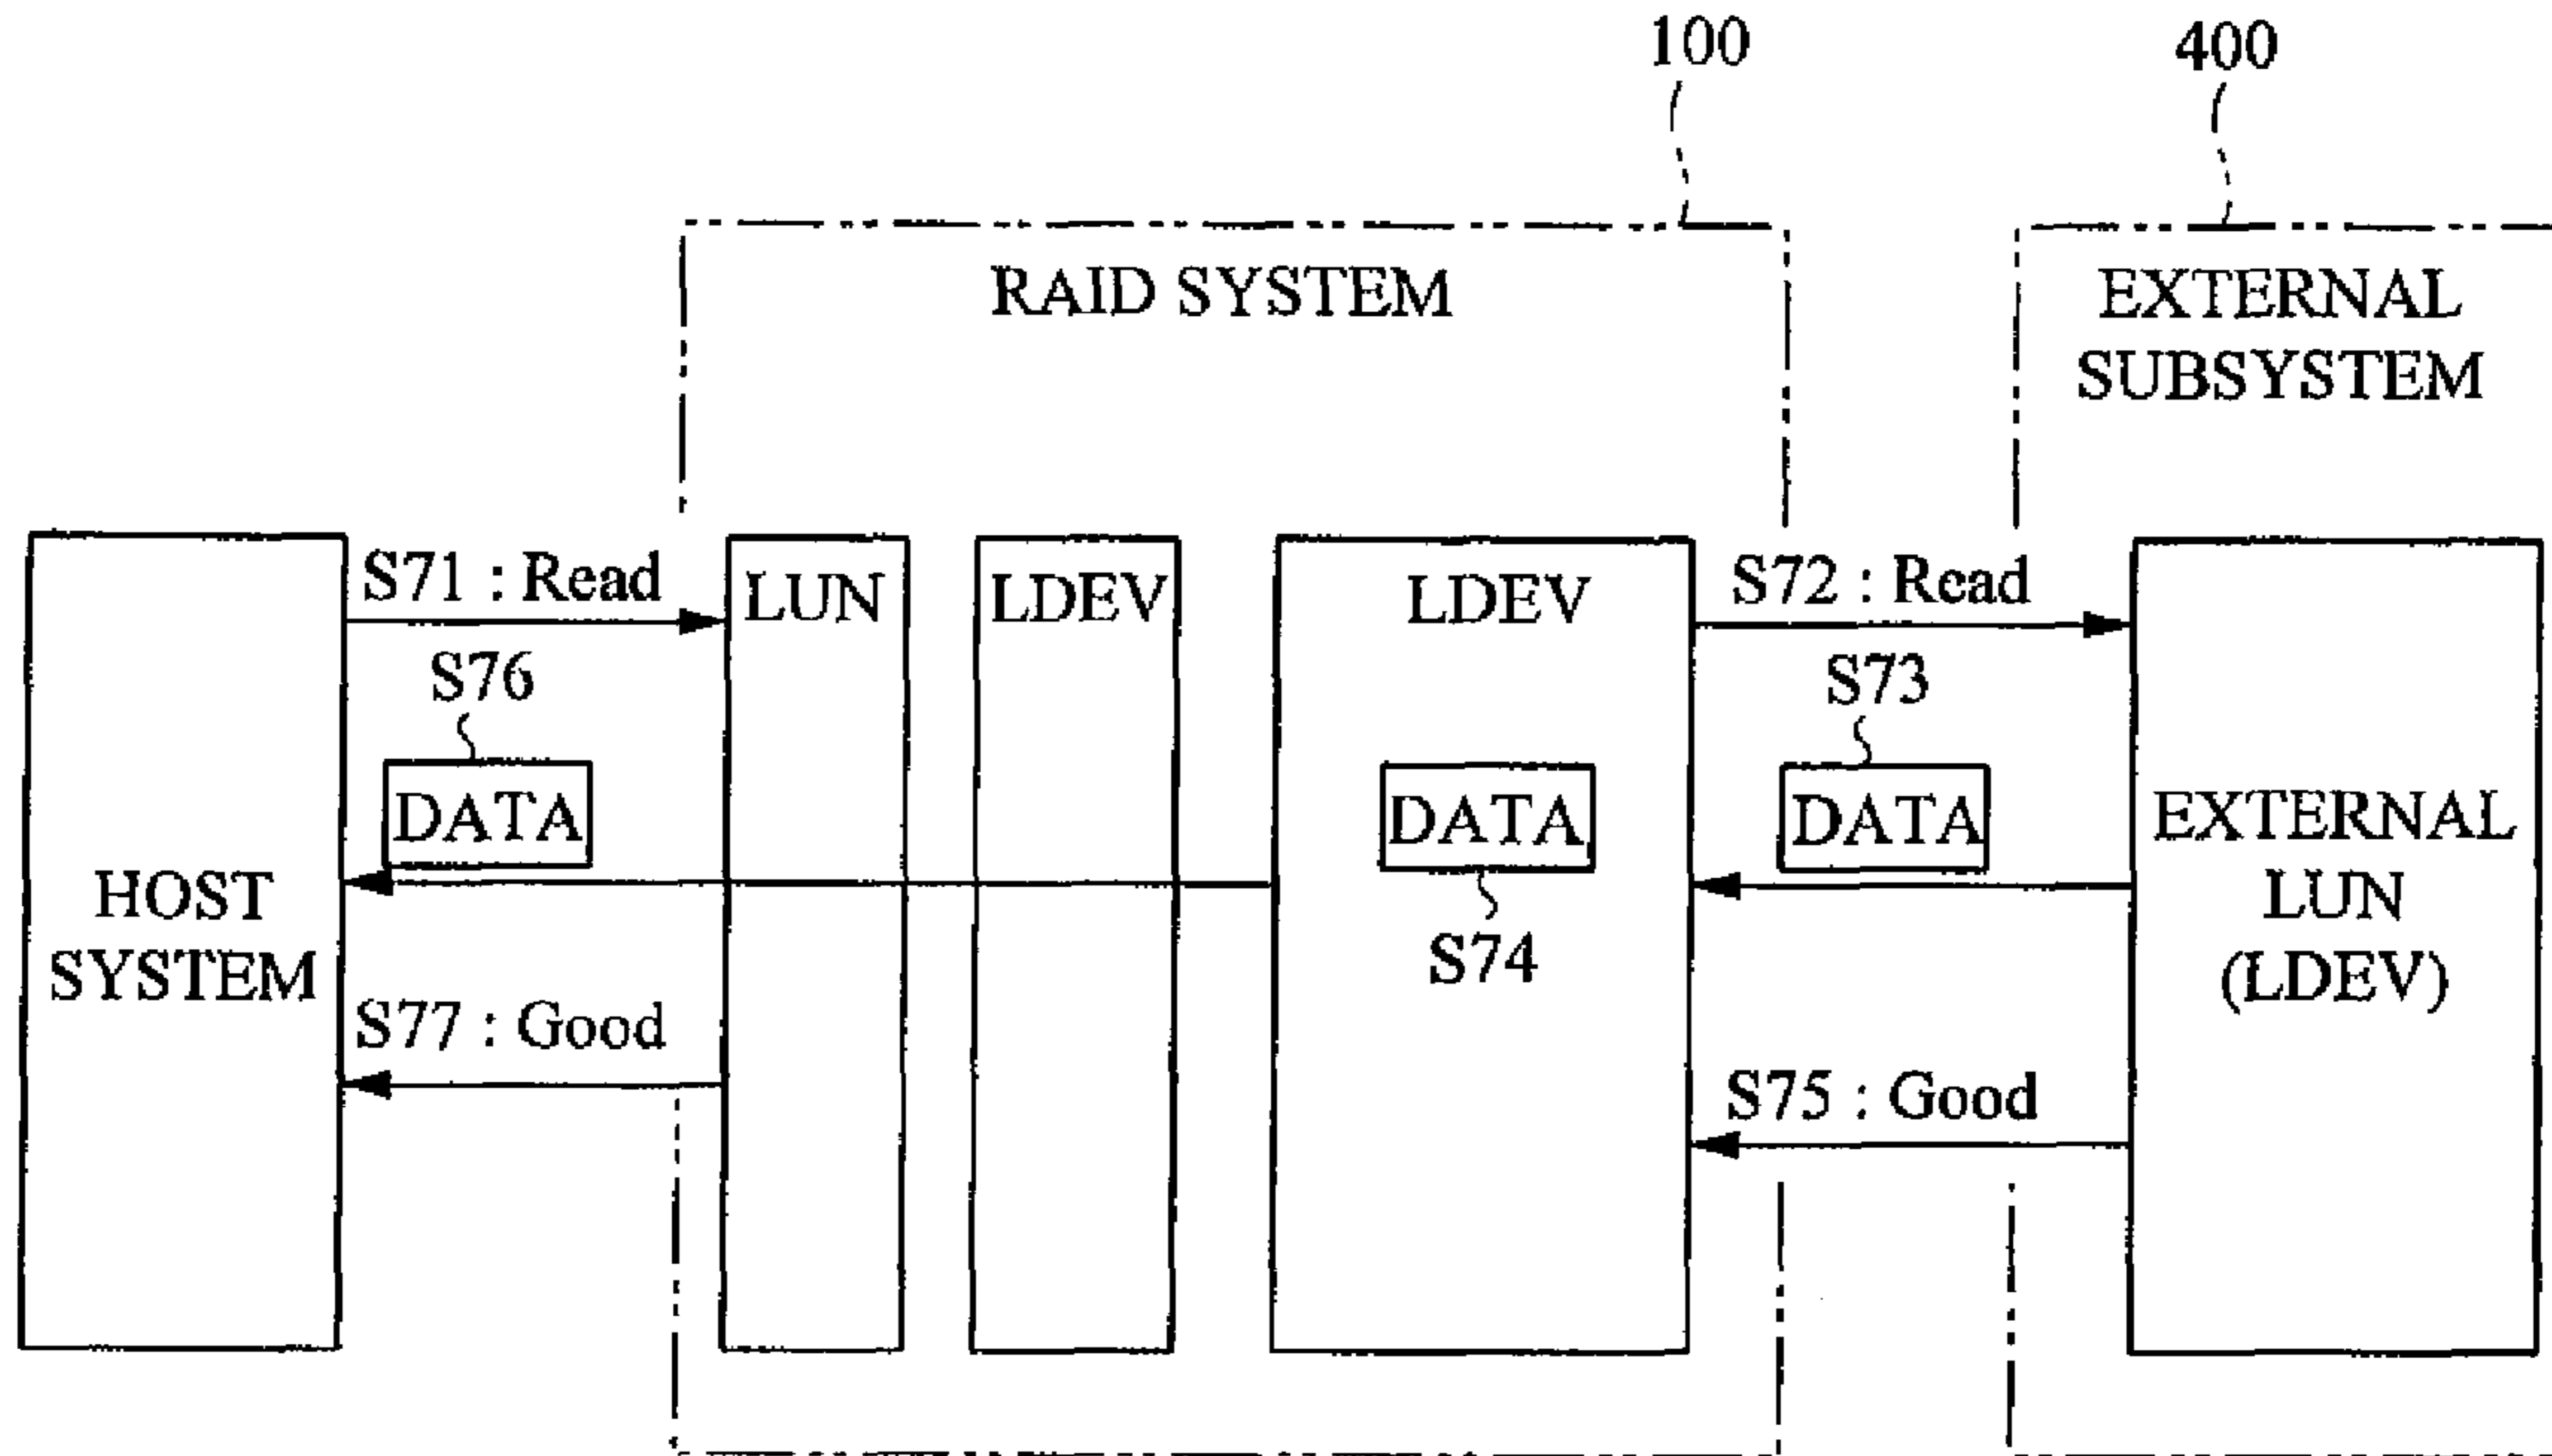 100
400
RAID SYSTEM
EXTERNAL
SUBSYSTEM
S71 : Read
LUN
LDEV
LDEV
S72 : Read
S76
S73
DATA
DATA
DATA
HOST
SYSTEM
S74
EXTERNAL
LUN
(LDEV)
S77 : Good
S75 : Good